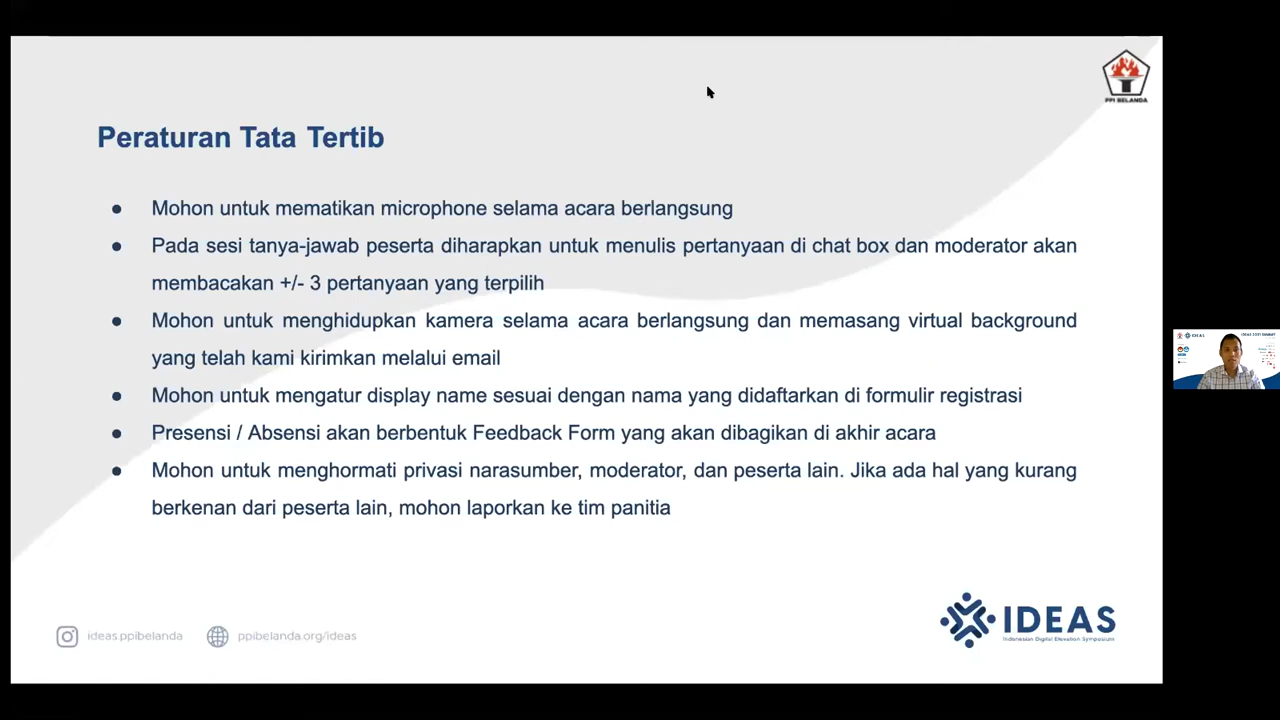 PPI BELANDA
Peraturan Tata Tertib
● Mohon untuk mematikan microphone selama acara berlangsung
● Pada sesi tanya-jawab peserta diharapkan untuk menulis pertanyaan di chat box dan moderator akan
membacakan +/- 3 pertanyaan yang terpilih
● Mohon untuk menghidupkan kamera selama acara berlangsung dan memasang virtual background
yang telah kami kirimkan melalui email
● Mohon untuk mengatur display name sesuai dengan nama yang didaftarkan di formulir registrasi
● Presensi / Absensi akan berbentuk Feedback Form yang akan dibagikan di akhir acara
● Mohon untuk menghormati privasi narasumber, moderator, dan peserta lain. Jika ada hal yang kurang
berkenan dari peserta lain, mohon laporkan ke tim panitia
ideas.ppibelanda
ppibelanda.org/ideas
IDEAS
Indonesian Digital Elevation Symposium
IDEAS